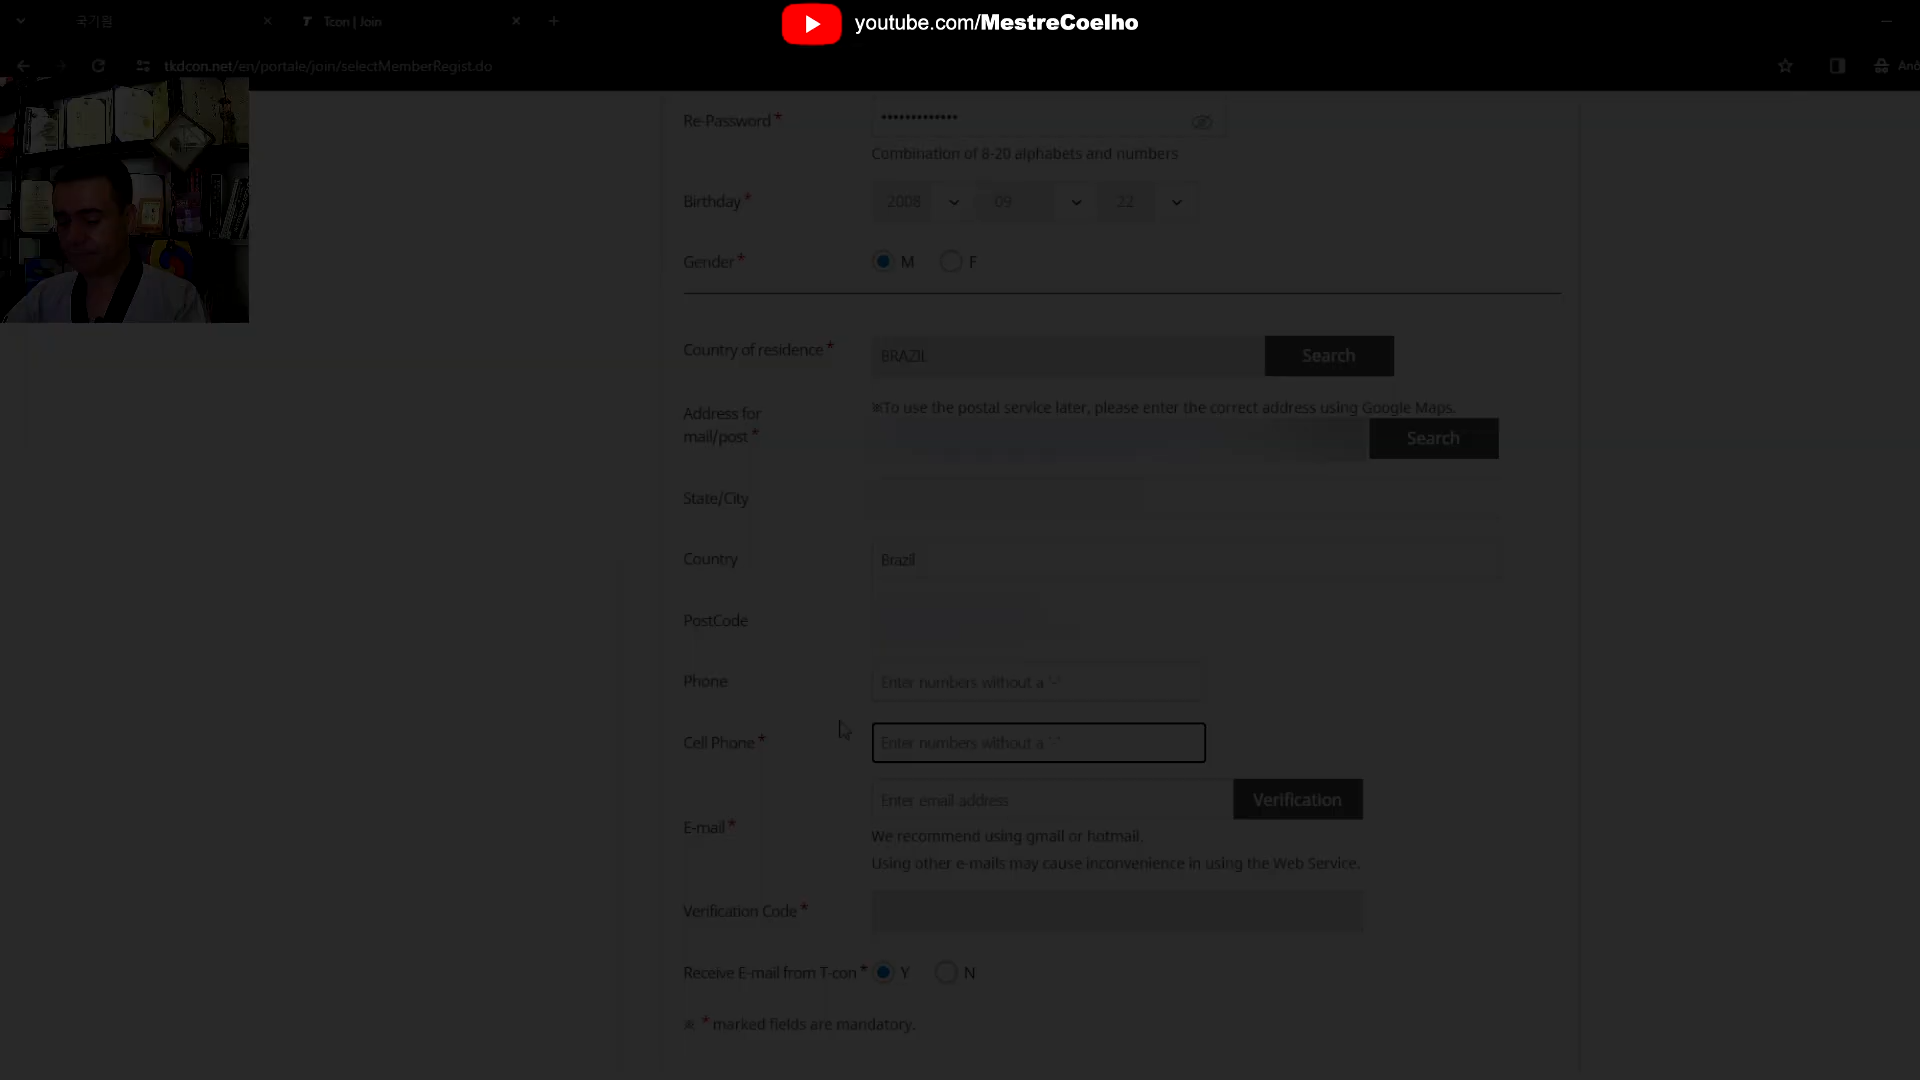 youtube.com/MestreCoelho
국기원
Tcon | Join
tkdcon.net/en/portale/join/selectMemberRegist.do
Re-Password *
Combination of 8-20 alphabets and numbers
Birthday * 2008 09 22
Gender * M F
Country of residence * BRAZIL Search
Address for
mail/post *
※To use the postal service later, please enter the correct address using Google Maps.
Search
State/City
Country Brazil
PostCode
Phone Enter numbers without a '-'
Cell Phone * Enter numbers without a '-'
E-mail *
Enter email address Verification
We recommend using gmail or hotmail.
Using other e-mails may cause inconvenience in using the Web Service.
Verification Code *
Receive E-mail from T-con * Y N
※ * marked fields are mandatory.